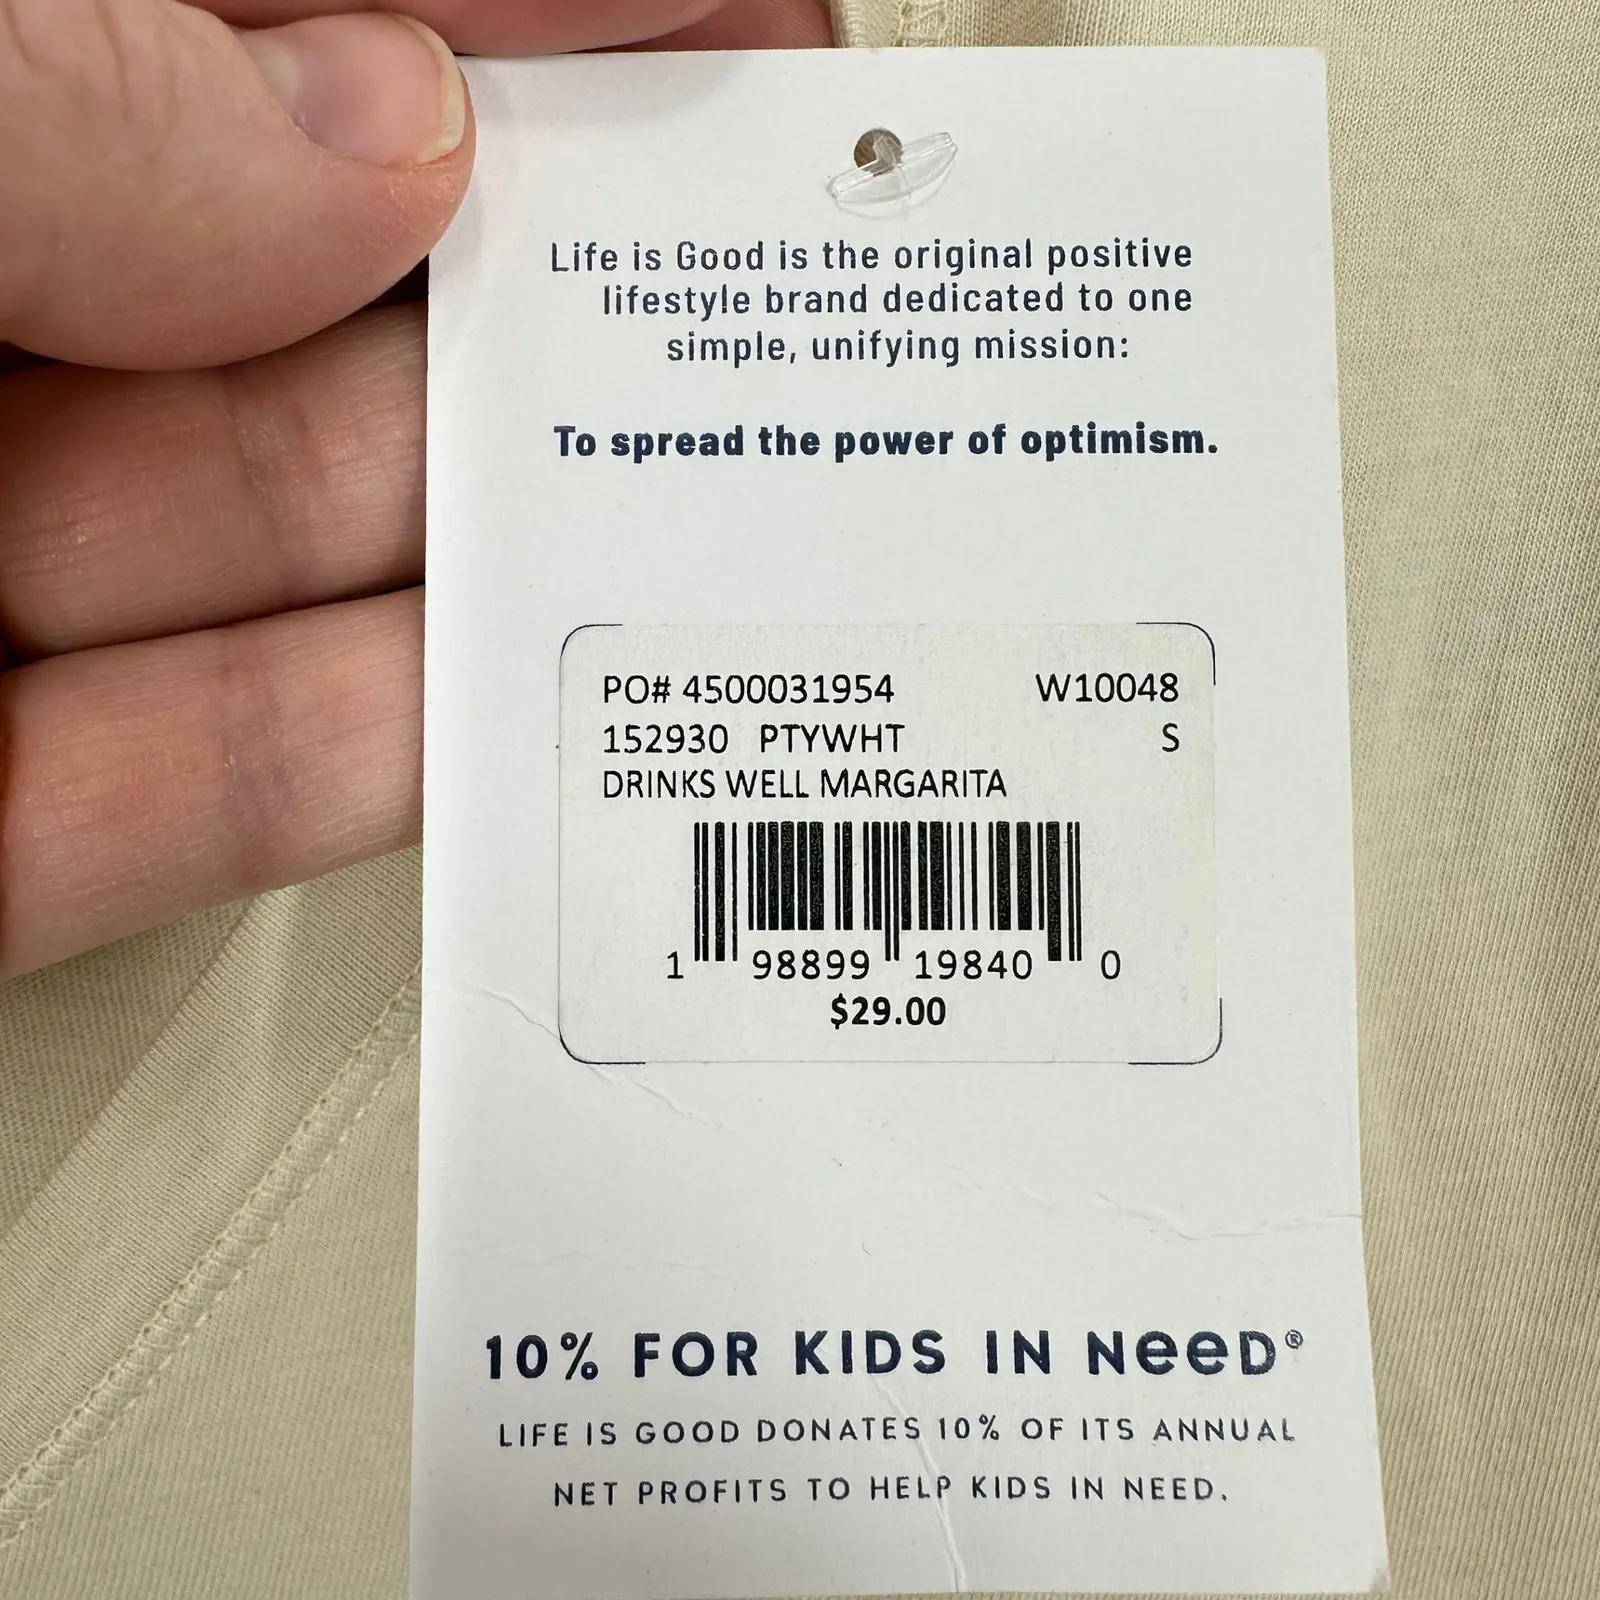 Life is Good is the original positive
lifestyle brand dedicated to one
simple, unifying mission:
To spread the power of optimism.
PO# 4500031954 W10048
152930 PTYWHT S
DRINKS WELL MARGARITA
1 98899 19840 0
$29.00
10% FOR KIDS IN NeeD®
LIFE IS GOOD DONATES 10% OF ITS ANNUAL
NET PROFITS TO HELP KIDS IN NEED.